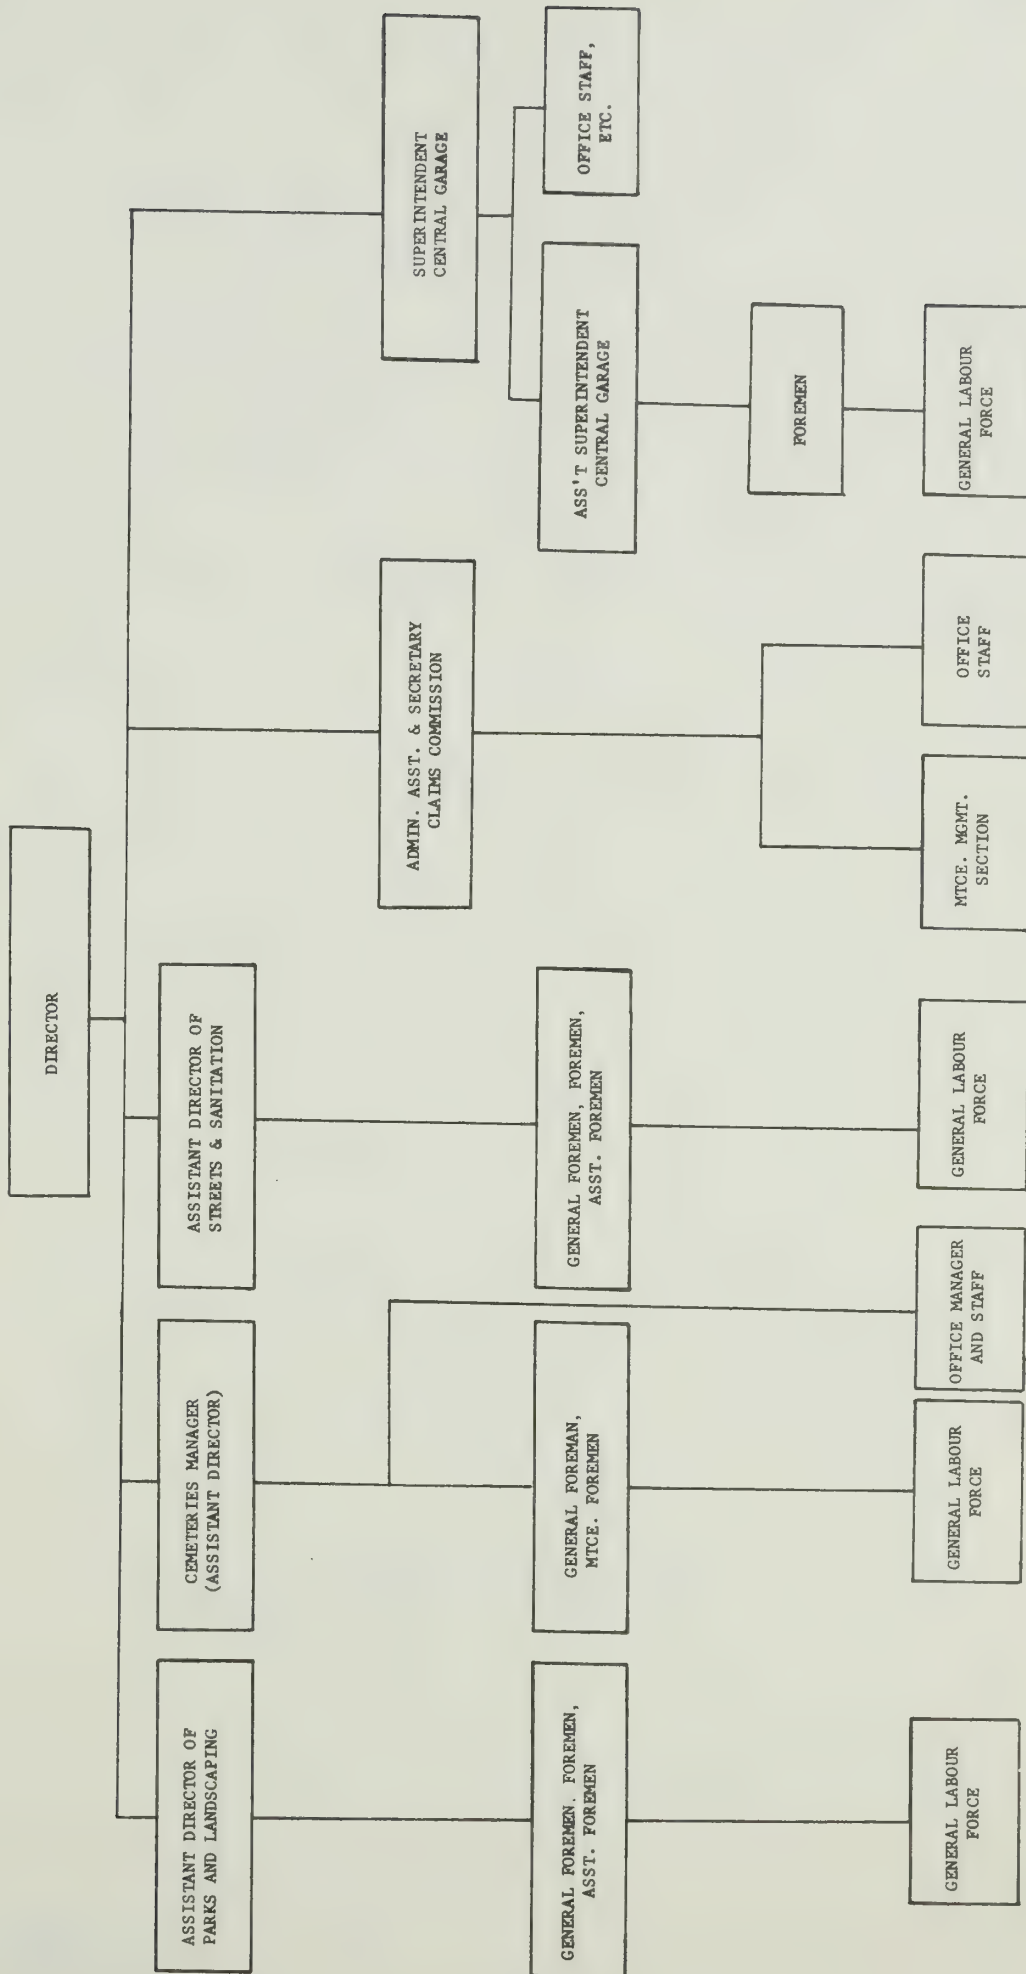 DIRECTOR
ASSISTANT DIRECTOR OF
PARKS AND LANDSCAPING
CEMETERIES MANAGER
(ASSISTANT DIRECTOR)
ASSISTANT DIRECTOR OF
STREETS & SANITATION
ADMIN. ASST. & SECRETARY
CLAIMS COMMISSION
SUPERINTENDENT
CENTRAL GARAGE
GENERAL FOREMEN. FOREMEN,
ASST. FOREMEN
GENERAL FOREMAN,
MTCE. FOREMEN
GENERAL FOREMEN, FOREMEN,
ASST. FOREMEN
ASS'T SUPERINTENDENT
CENTRAL GARAGE
OFFICE STAFF,
ETC.
FOREMEN
GENERAL LABOUR
FORCE
GENERAL LABOUR
FORCE
OFFICE MANAGER
AND STAFF
GENERAL LABOUR
FORCE
MTCE. MGMT.
SECTION
OFFICE
STAFF
GENERAL LABOUR
FORCE